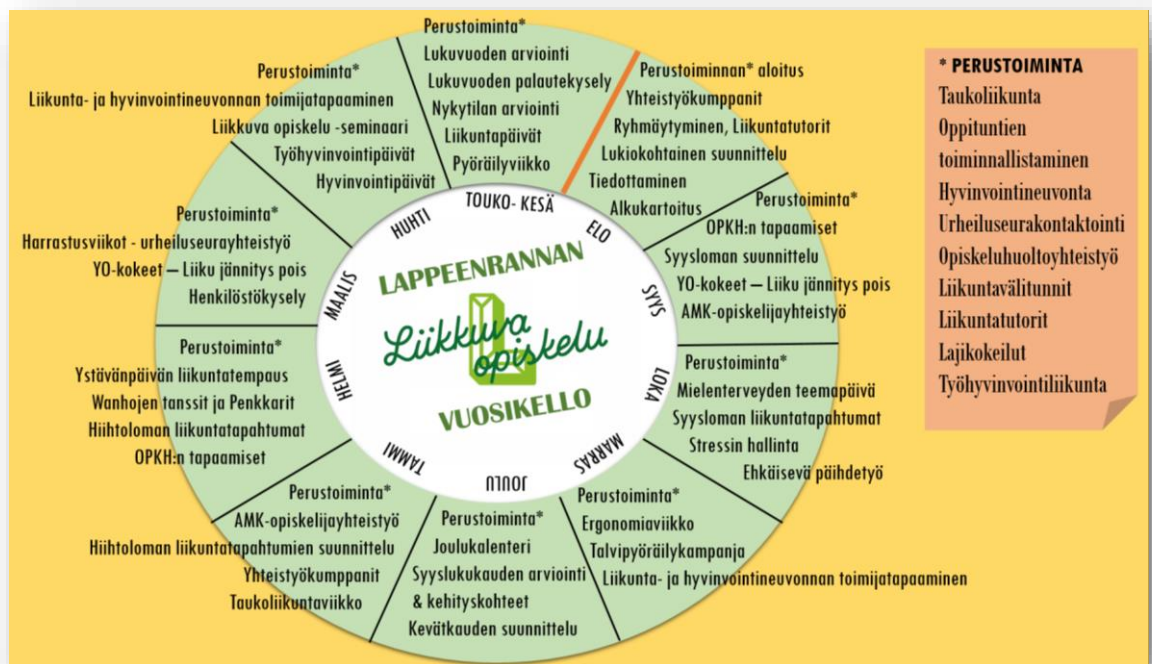 Perustoiminta*
Lukuvuoden arviointi
Lukuvuoden palautekysely
Nykytilan arviointi
Liikuntapäivät
Pyöräilyviikko
Perustoiminnan* aloitus
Yhteistyökumppanit
Ryhmäytyminen, Liikuntatutorit
Lukiokohtainen suunnittelu
Tiedottaminen
Alkukartoitus
Perustoiminta*
OPKH:n tapaamiset
Syysloman suunnittelu
YO-kokeet – Liiku jännitys pois
AMK-opiskelijayhteistyö
Perustoiminta*
Mielenterveyden teemapäivä
Syysloman liikuntatapahtumat
Stressin hallinta
Ehkäisevä päihdetyö
Perustoiminta*
Ergonomiaviikko
Talvipyöräilykampanja
Liikunta- ja hyvinvointineuvonnan toimijatapaaminen
Perustoiminta*
Joulukalenteri
Syyslukukauden arviointi
& kehityskohteet
Kevätkauden suunnittelu
Perustoiminta*
AMK-opiskelijayhteistyö
Hiihtoloman liikuntatapahtumien suunnittelu
Yhteistyökumppanit
Taukoliikuntaviikko
Perustoiminta*
Ystävänpäivän liikuntatempaus
Wanhojen tanssit ja Penkkarit
Hiihtoloman liikuntatapahtumat
OPKH:n tapaamiset
Perustoiminta*
Harrastusviikot - urheiluseurayhteistyö
YO-kokeet – Liiku jännitys pois
Henkilöstökysely
Perustoiminta*
Liikunta- ja hyvinvointineuvonnan toimijatapaaminen
Liikkuva opiskelu -seminaari
Työhyvinvointipäivät
Hyvinvointipäivät
TOUKO- KESÄ
ELO
SYYS
LOKA
MARRAS
JOULU
TAMMI
HELMI
MAALIS
HUHTI
LAPPEENRANNAN
Liikkuva
opiskelu
VUOSIKELLO
* PERUSTOIMINTA
Taukoliikunta
Oppituntien
toiminnallistaminen
Hyvinvointineuvonta
Urheiluseurakontaktointi
Opiskeluhuoltoyhteistyö
Liikuntavälitunnit
Liikuntatutorit
Lajikokeilut
Työhyvinvointiliikunta